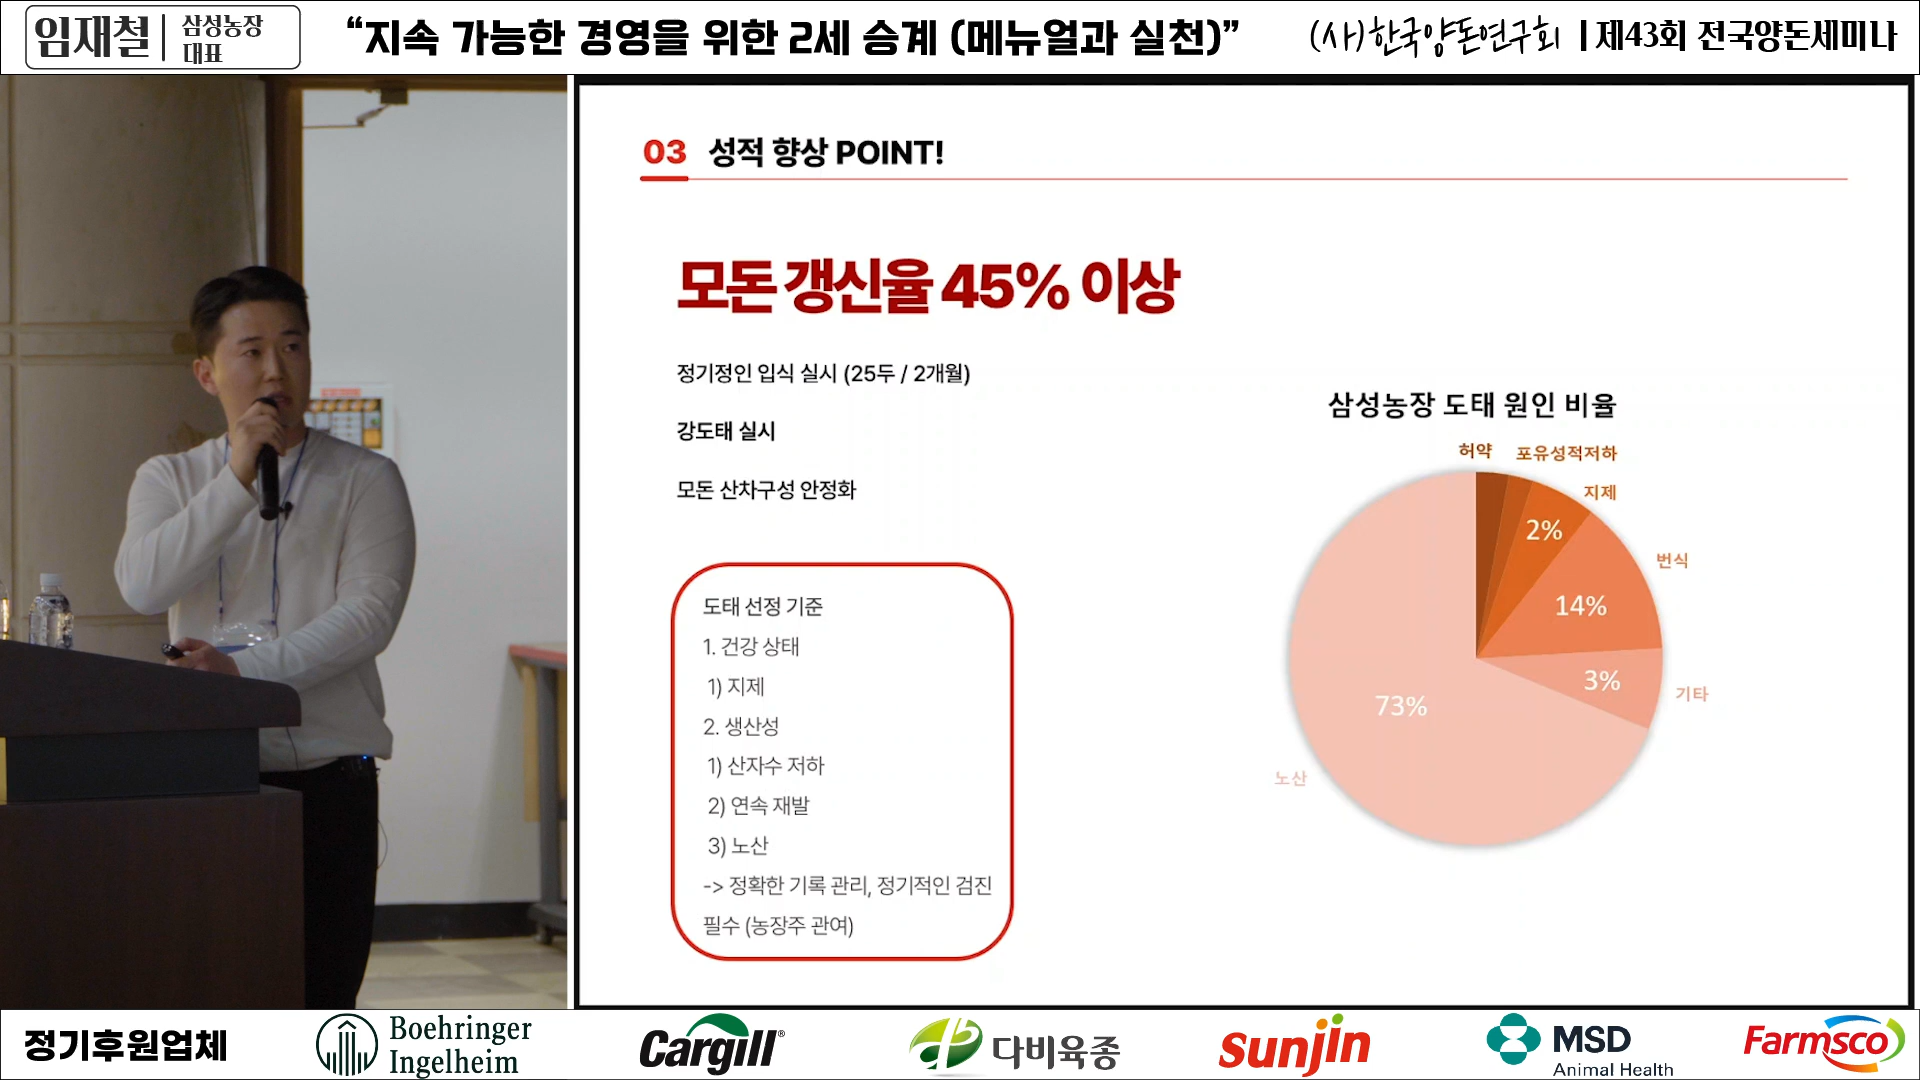 임재철
삼성농장
대표
“지속 가능한 경영을 위한 2세 승계 (메뉴얼과 실천)”
(사)한국양돈연구회 | 제43회 전국양돈세미나
03 성적 향상 POINT!
모돈 갱신율 45% 이상
정기정인 입식 실시 (25두 / 2개월)
강도태 실시
모돈 산차구성 안정화
도태 선정 기준
1. 건강 상태
1) 지제
2. 생산성
1) 산자수 저하
2) 연속 재발
3) 노산
-> 정확한 기록 관리, 정기적인 검진
필수 (농장주 관여)
삼성농장 도태 원인 비율
허약
포유성적저하
지제
2%
번식
14%
3%
기타
73%
노산
정기후원업체
Boehringer
Ingelheim
Cargill®
다비육종
Sunjin
MSD
Animal Health
Farmsco